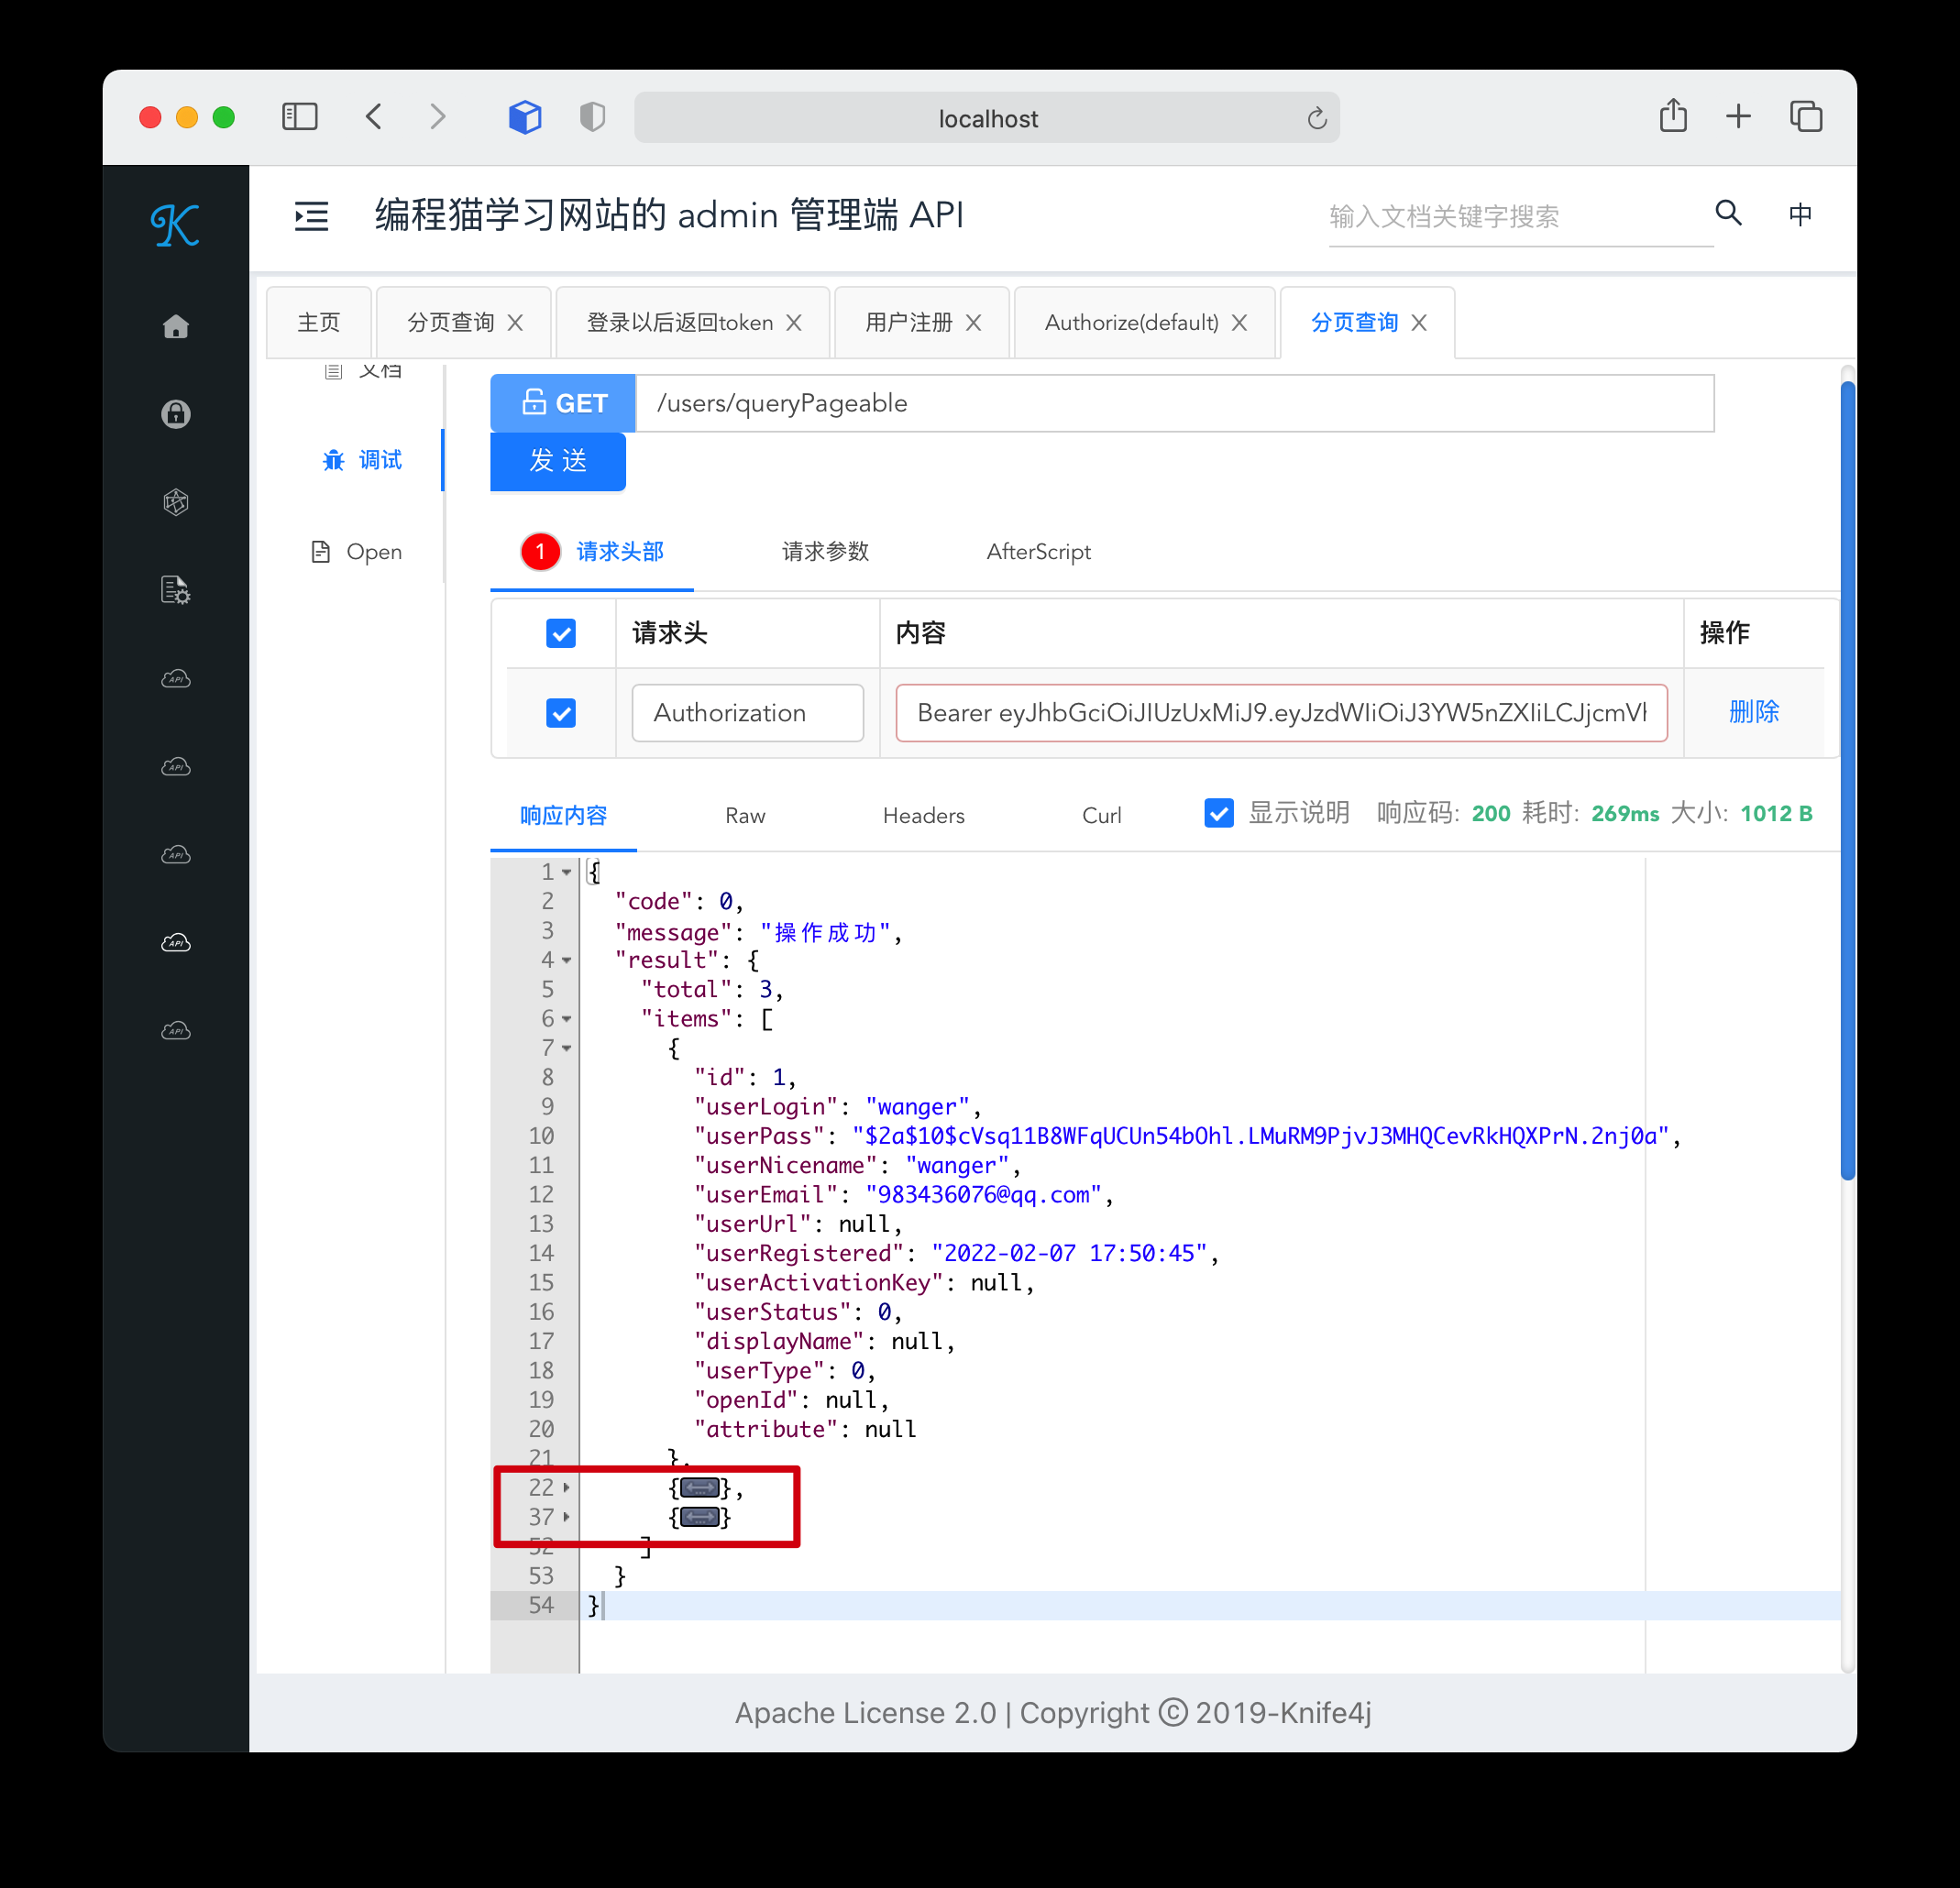 localhost
编程猫学习网站的 admin 管理端 API
输入文档关键字搜索
中
主页
分页查询
登录以后返回token
用户注册
Authorize(default)
分页查询
文档
调试
Open
GET
/users/queryPageable
发 送
1 请求头部
请求参数
AfterScript
请求头
内容
操作
Authorization
Bearer eyJhbGciOiJIUzUxMiJ9.eyJzdWIiOiJ3YW5nZXIiLCJjcmVh
删除
响应内容
Raw
Headers
Curl
显示说明
响应码: 200 耗时: 269ms 大小: 1012 B
1 {
2 "code": 0,
3 "message": "操作成功",
4 "result": {
5 "total": 3,
6 "items": [
7 {
8 "id": 1,
9 "userLogin": "wanger",
10 "userPass": "$2a$10$cVsq11B8WFqUCUn54bOhl.LMuRM9PjvJ3MHQCevRkHQXPrN.2nj0a",
11 "userNicename": "wanger",
12 "userEmail": "983436076@qq.com",
13 "userUrl": null,
14 "userRegistered": "2022-02-07 17:50:45",
15 "userActivationKey": null,
16 "userStatus": 0,
17 "displayName": null,
18 "userType": 0,
19 "openId": null,
20 "attribute": null
21 },
22 {↔},
37 {↔}
52 ]
53 }
54 }
Apache License 2.0 | Copyright © 2019-Knife4j
API
API
API
API
API